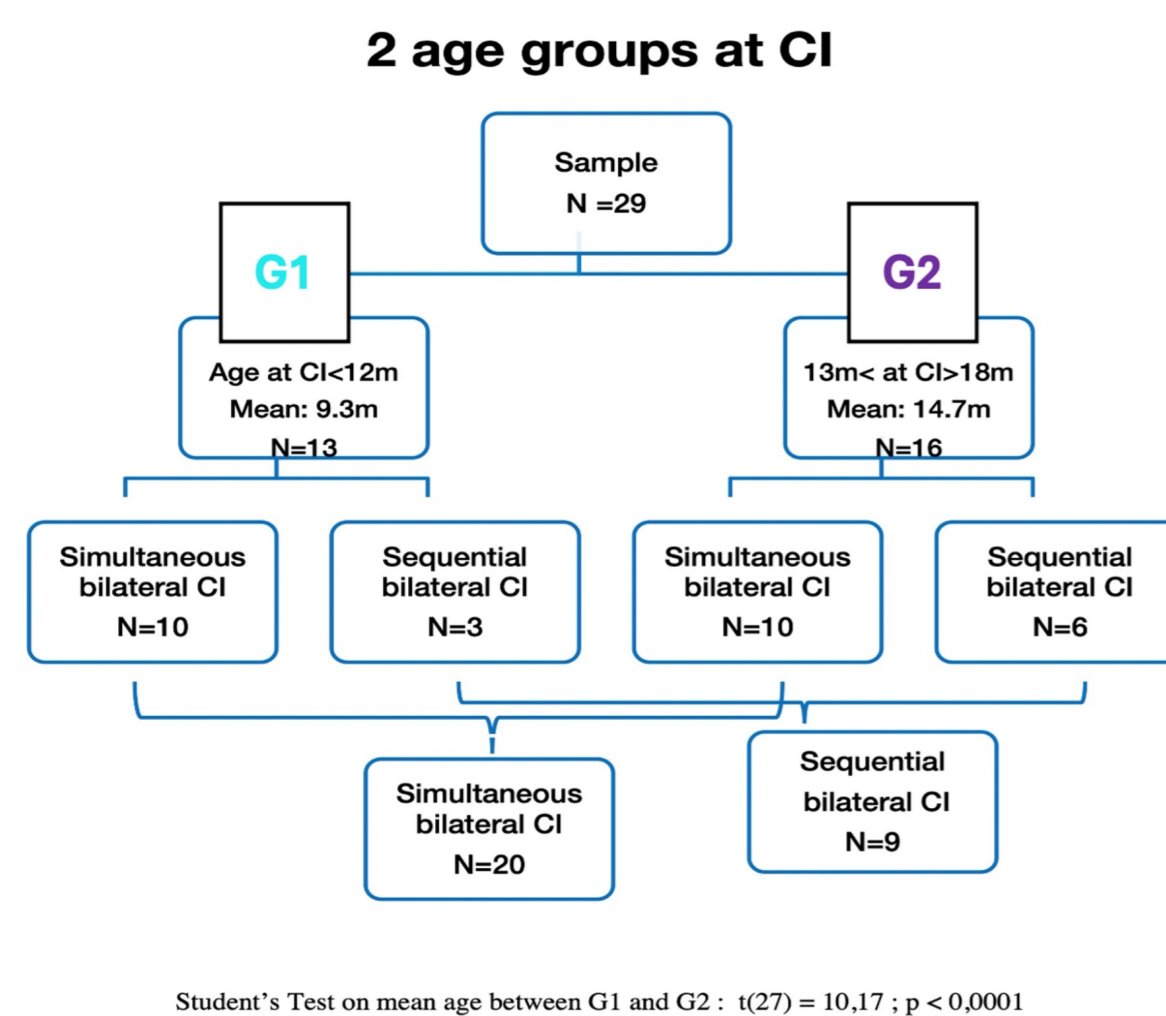 2 age groups at CI
Sample
N =29
G1
G2
Age at CI<12m
Mean: 9.3m
N=13
13m< at CI>18m
Mean: 14.7m
N=16
Simultaneous
bilateral CI
N=10
Sequential
bilateral CI
N=3
Simultaneous
bilateral CI
N=10
Sequential
bilateral CI
N=6
Simultaneous
bilateral CI
N=20
Sequential
bilateral CI
N=9
Student’s Test on mean age between G1 and G2 : t(27) = 10,17 ; p < 0,0001